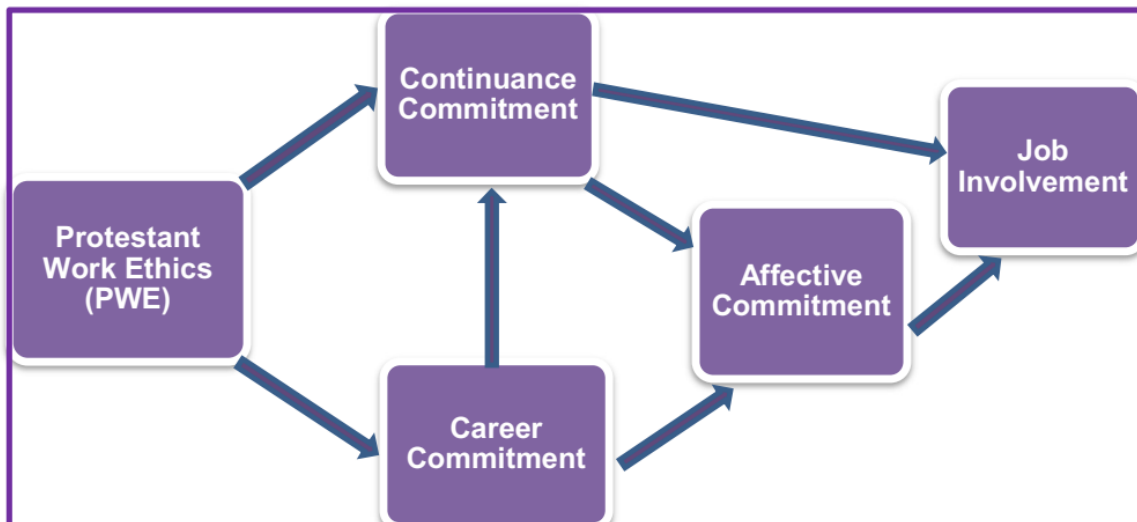 Continuance
Commitment
Job
Involvement
Protestant
Work Ethics
(PWE)
Affective
Commitment
Career
Commitment